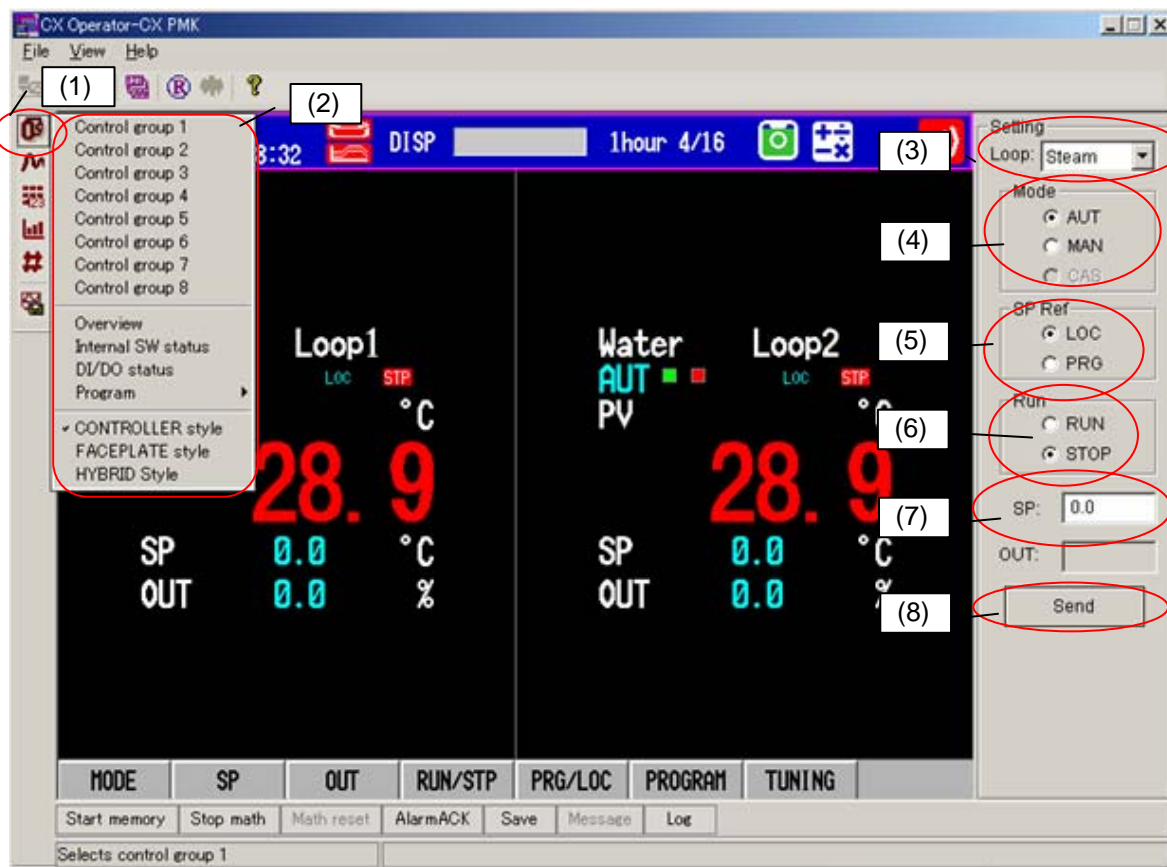 CX Operator-CX PMK
File View Help
(1)
(2)
Control group 1
Control group 2
Control group 3
Control group 4
Control group 5
Control group 6
Control group 7
Control group 8
Overview
Internal SW status
DI/DO status
Program
CONTROLLER style
FACEPLATE style
HYBRID Style
:32 DISP 1hour 4/16
(3)
Setting
Loop: Steam
Mode
(4)
AUT
MAN
CAS
SP Ref
(5)
LOC
PRG
Run
(6)
RUN
STOP
(7)
SP: 0.0
OUT:
(8)
Send
Loop1
LOC STP
°C
28.9
SP 0.0 °C
OUT 0.0 %
Water Loop2
AUT LOC STP
PV °C
28.9
SP 0.0 °C
OUT 0.0 %
MODE SP OUT RUN/STP PRG/LOC PROGRAM TUNING
Start memory Stop math Math reset AlarmACK Save Message Log
Selects control group 1